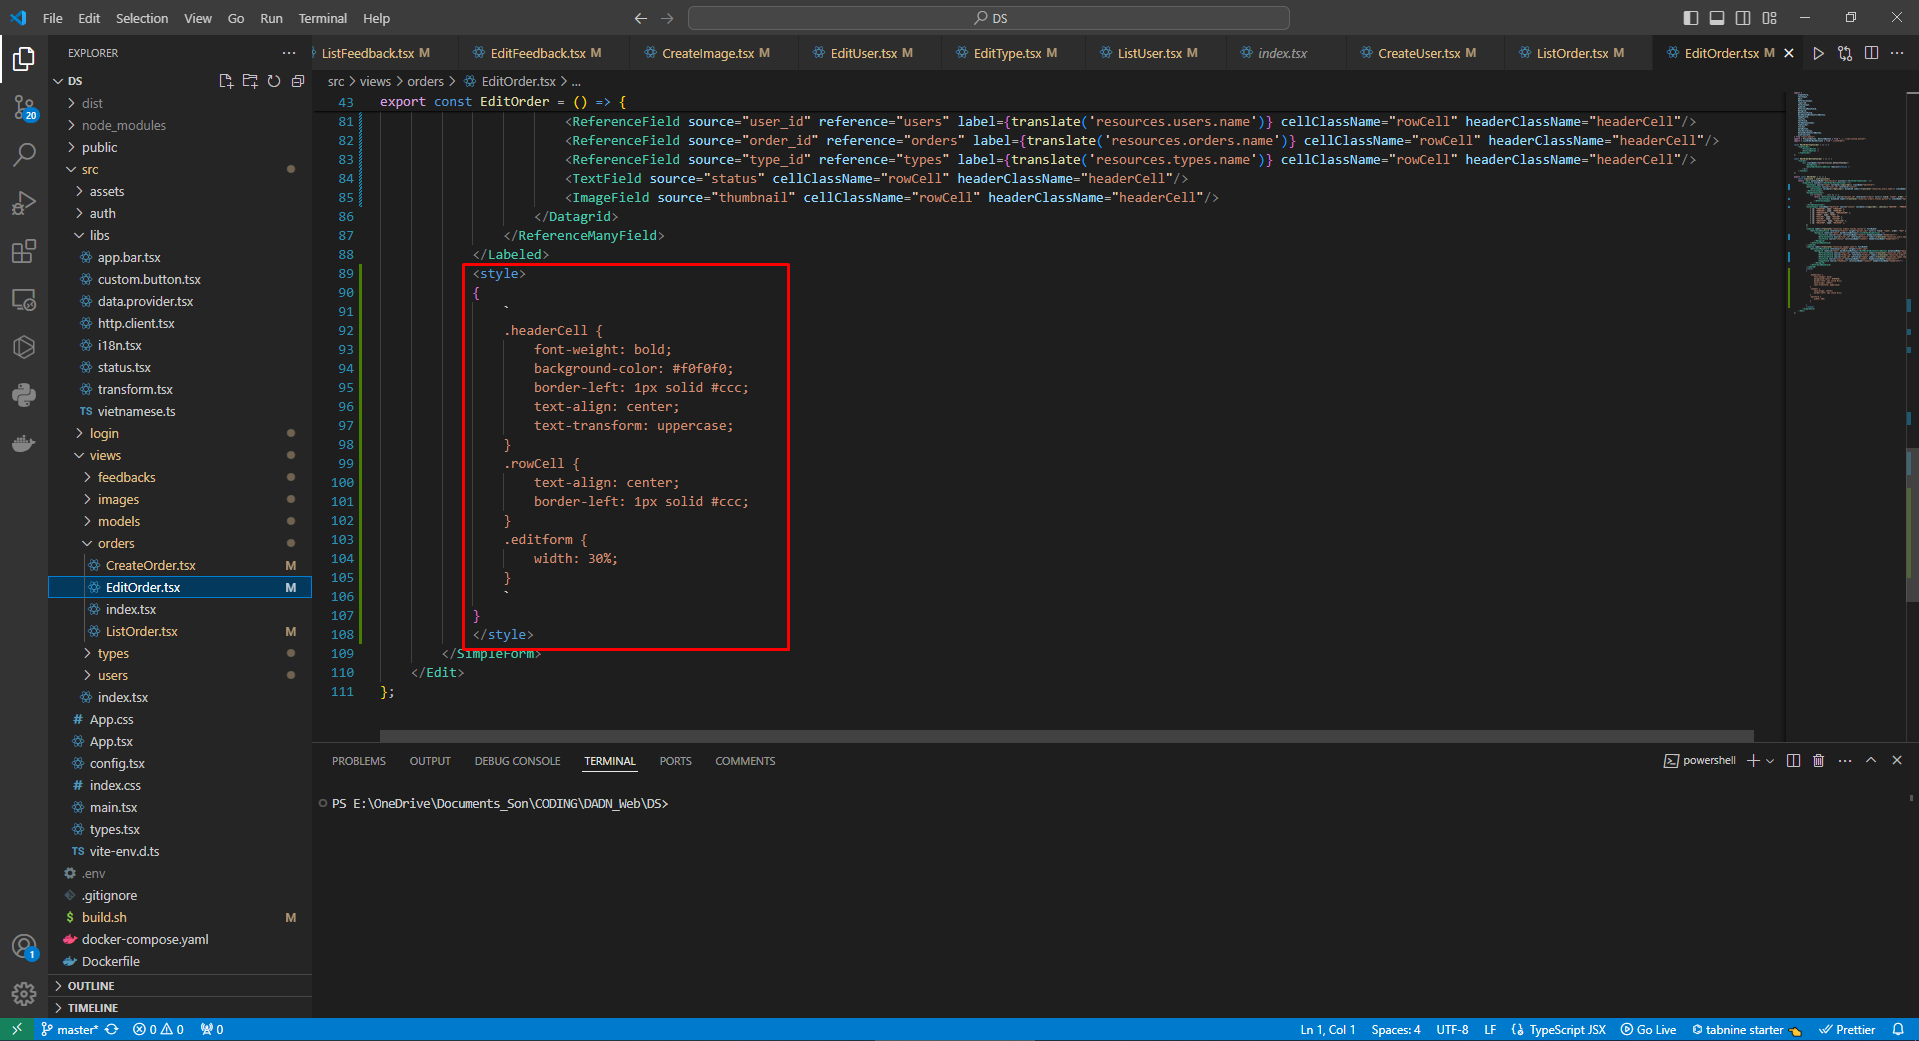 File Edit Selection View Go Run Terminal Help
DS
EXPLORER
DS
dist
node_modules
public
src
assets
auth
libs
app.bar.tsx
custom.button.tsx
data.provider.tsx
http.client.tsx
i18n.tsx
status.tsx
transform.tsx
TS vietnamese.ts
login
views
feedbacks
images
models
orders
CreateOrder.tsx M
EditOrder.tsx M
index.tsx
ListOrder.tsx M
types
users
index.tsx
# App.css
App.tsx
config.tsx
# index.css
main.tsx
types.tsx
TS vite-env.d.ts
.env
.gitignore
$ build.sh M
docker-compose.yaml
Dockerfile
OUTLINE
TIMELINE
20
1
ListFeedback.tsx M EditFeedback.tsx M CreateImage.tsx M EditUser.tsx M EditType.tsx M ListUser.tsx M index.tsx CreateUser.tsx M ListOrder.tsx M EditOrder.tsx M
src > views > orders > EditOrder.tsx > ...
43 export const EditOrder = () => {
81 <ReferenceField source="user_id" reference="users" label={translate('resources.users.name')} cellClassName="rowCell" headerClassName="headerCell"/>
82 <ReferenceField source="order_id" reference="orders" label={translate('resources.orders.name')} cellClassName="rowCell" headerClassName="headerCell"/>
83 <ReferenceField source="type_id" reference="types" label={translate('resources.types.name')} cellClassName="rowCell" headerClassName="headerCell"/>
84 <TextField source="status" cellClassName="rowCell" headerClassName="headerCell"/>
85 <ImageField source="thumbnail" cellClassName="rowCell" headerClassName="headerCell"/>
86 </Datagrid>
87 </ReferenceManyField>
88 </Labeled>
89 <style>
90 {
91 `
92 .headerCell {
93 font-weight: bold;
94 background-color: #f0f0f0;
95 border-left: 1px solid #ccc;
96 text-align: center;
97 text-transform: uppercase;
98 }
99 .rowCell {
100 text-align: center;
101 border-left: 1px solid #ccc;
102 }
103 .editform {
104 width: 30%;
105 }
106 `
107 }
108 </style>
109 </SimpleForm>
110 </Edit>
111 };
PROBLEMS OUTPUT DEBUG CONSOLE TERMINAL PORTS COMMENTS
powershell
PS E:\OneDrive\Documents_Son\CODING\DADN_Web\DS>
master* 0 0 0
Ln 1, Col 1 Spaces: 4 UTF-8 LF TypeScript JSX Go Live tabnine starter Prettier